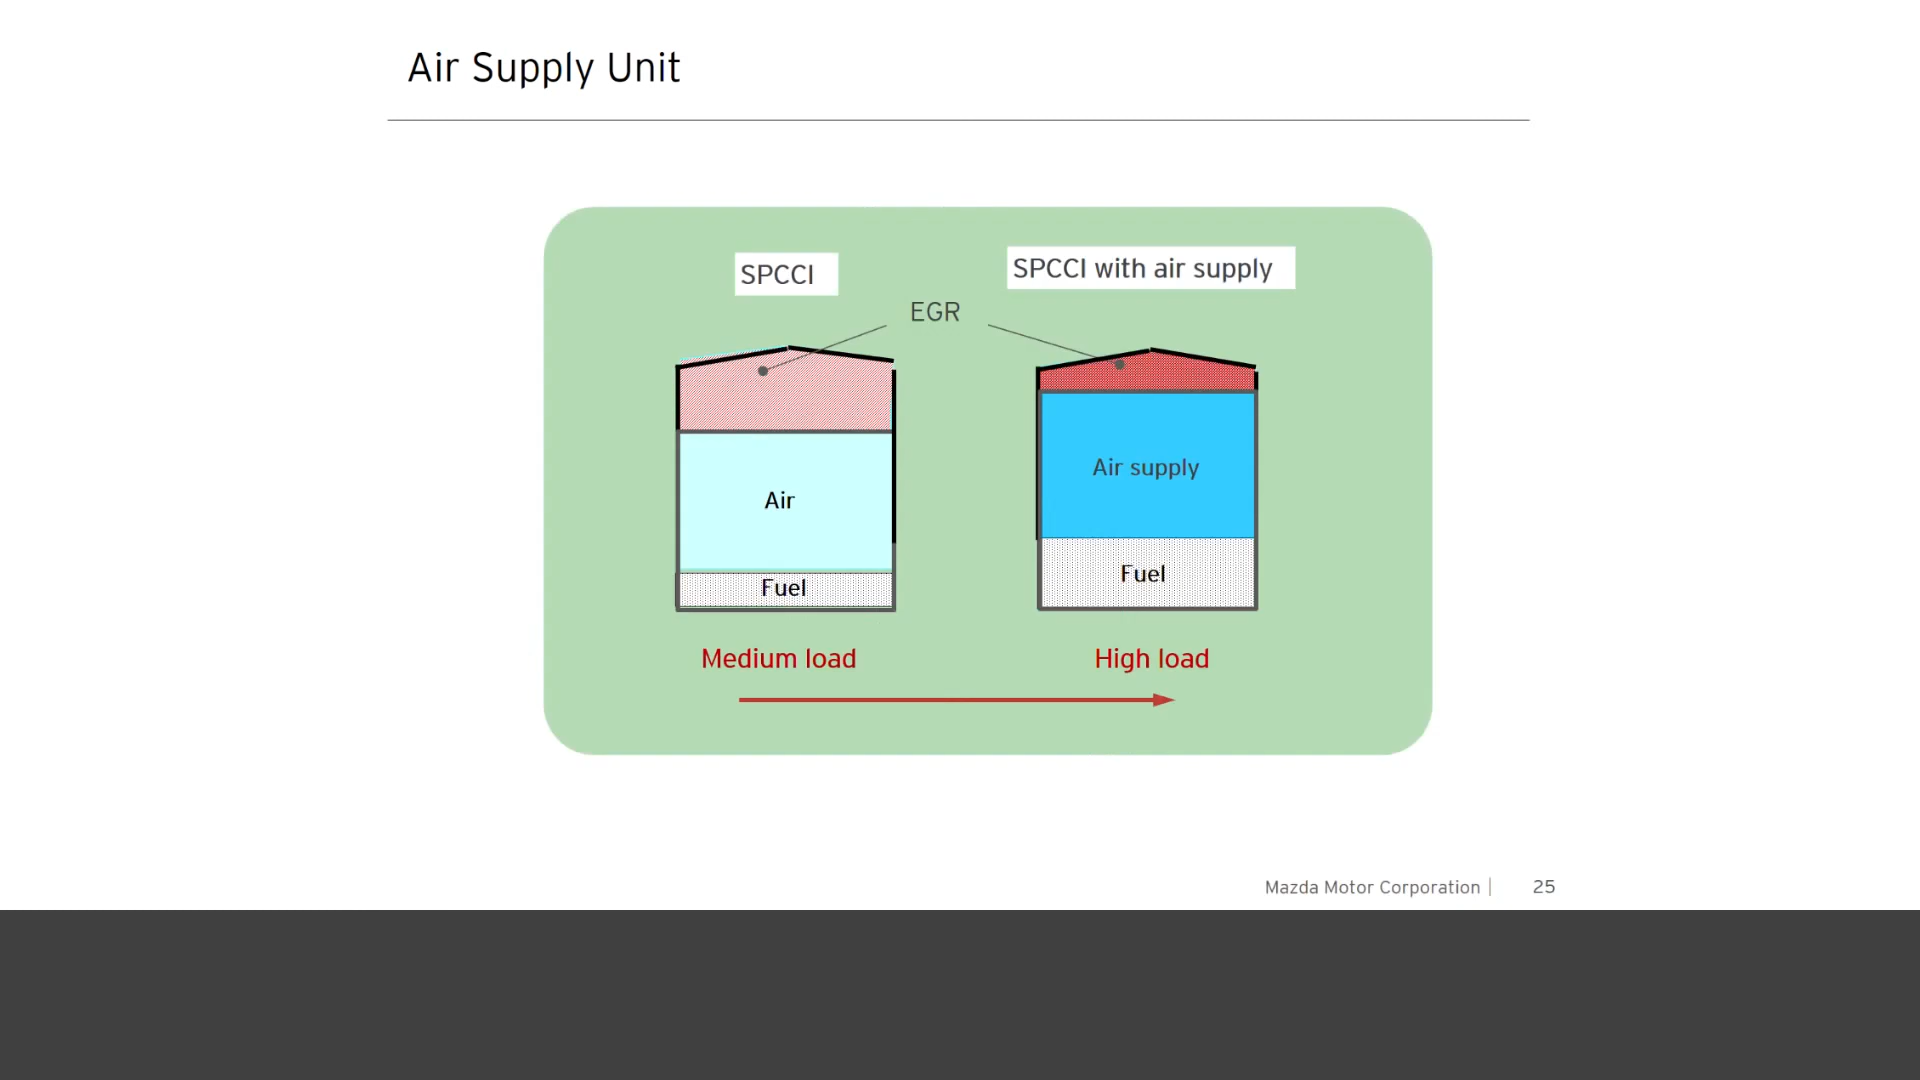 Air Supply Unit
SPCCI
SPCCI with air supply
EGR
Air
Air supply
Fuel
Fuel
Medium load
High load
Mazda Motor Corporation | 25